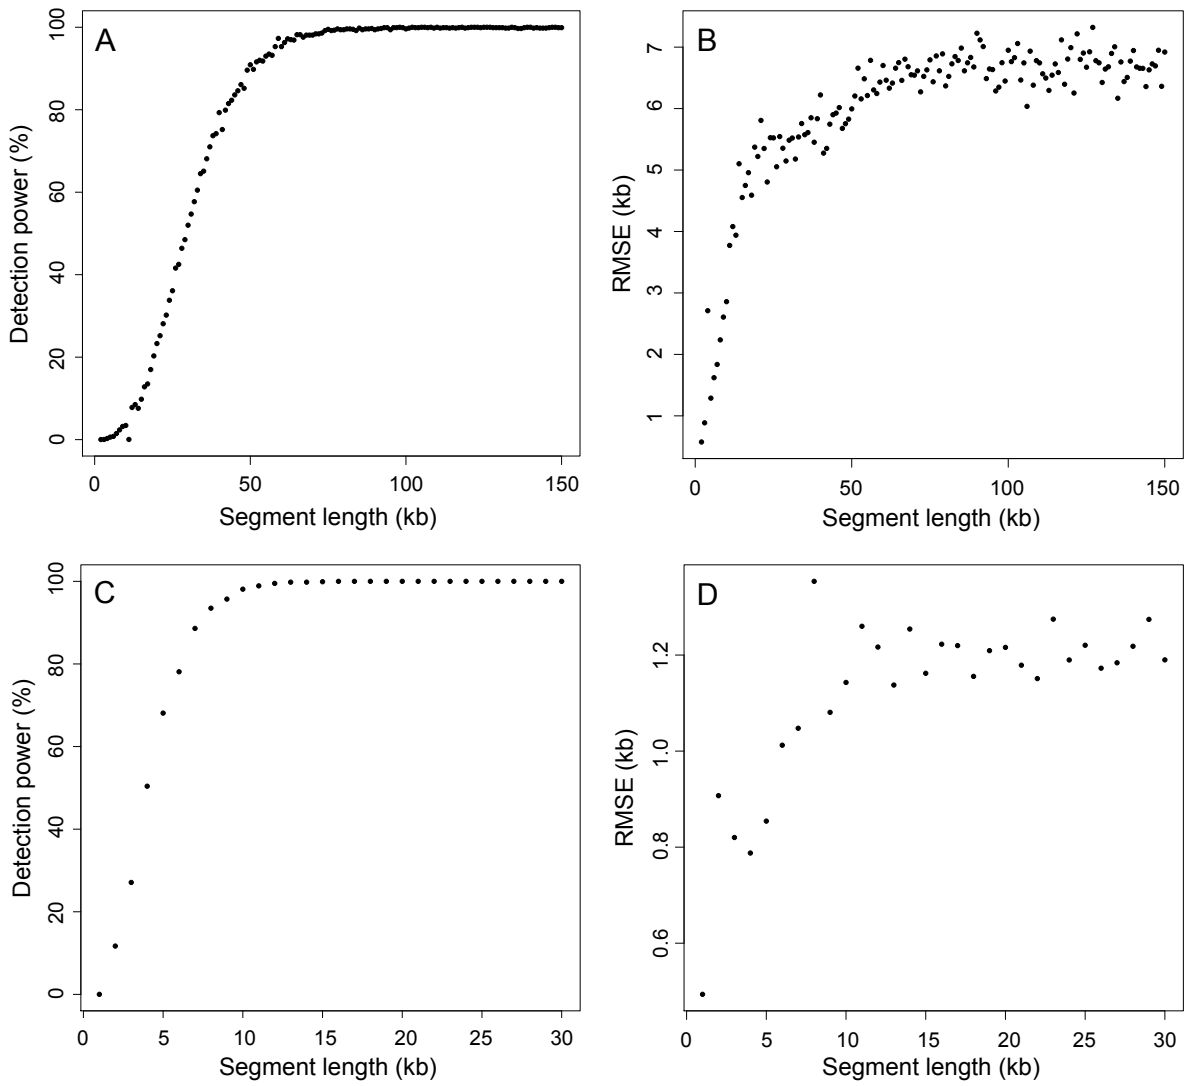 A
Detection power (%)
100
80
60
40
20
0
0 50 100 150
Segment length (kb)
B
RMSE (kb)
7
6
5
4
3
2
1
0 50 100 150
Segment length (kb)
C
Detection power (%)
100
80
60
40
20
0
0 5 10 15 20 25 30
Segment length (kb)
D
RMSE (kb)
1.2
1.0
0.8
0.6
0 5 10 15 20 25 30
Segment length (kb)